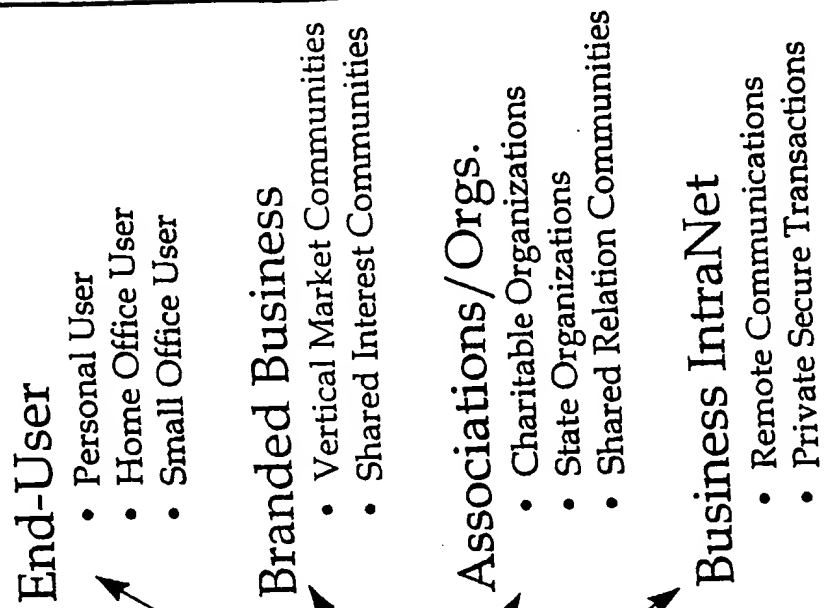 End-User
• Personal User
• Home Office User
• Small Office User
Branded Business
• Vertical Market Communities
• Shared Interest Communities
Associations/Orgs.
• Charitable Organizations
• State Organizations
• Shared Relation Communities
Business IntraNet
• Remote Communications
• Private Secure Transactions